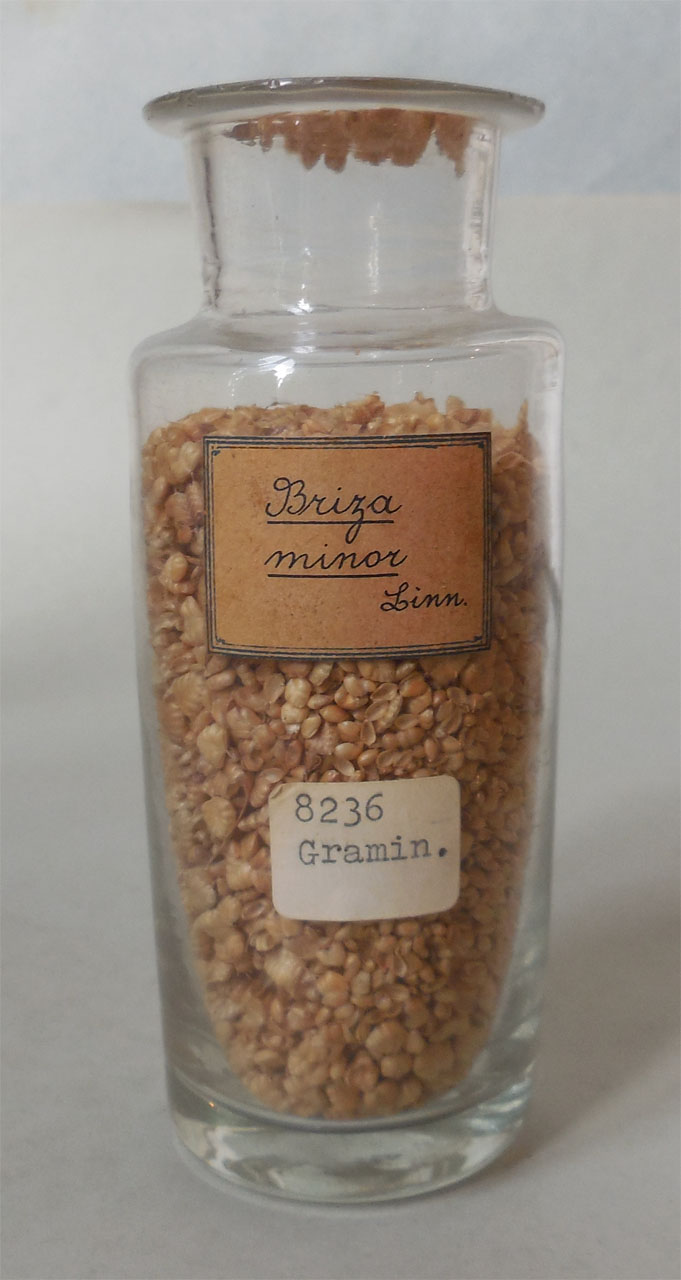 Briza
minor
Linn.
8236
Gramin.